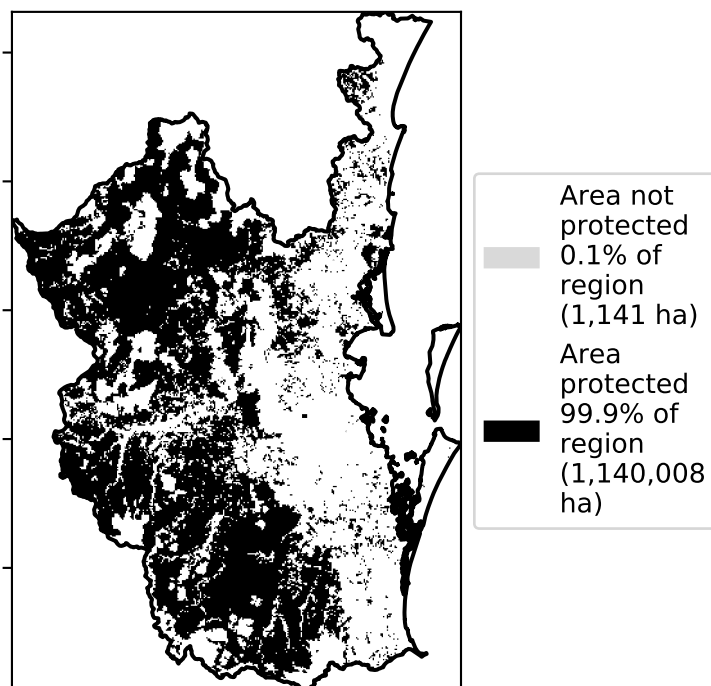 Area not
protected
0.1% of
region
(1,141 ha)
Area
protected
99.9% of
region
(1,140,008
ha)